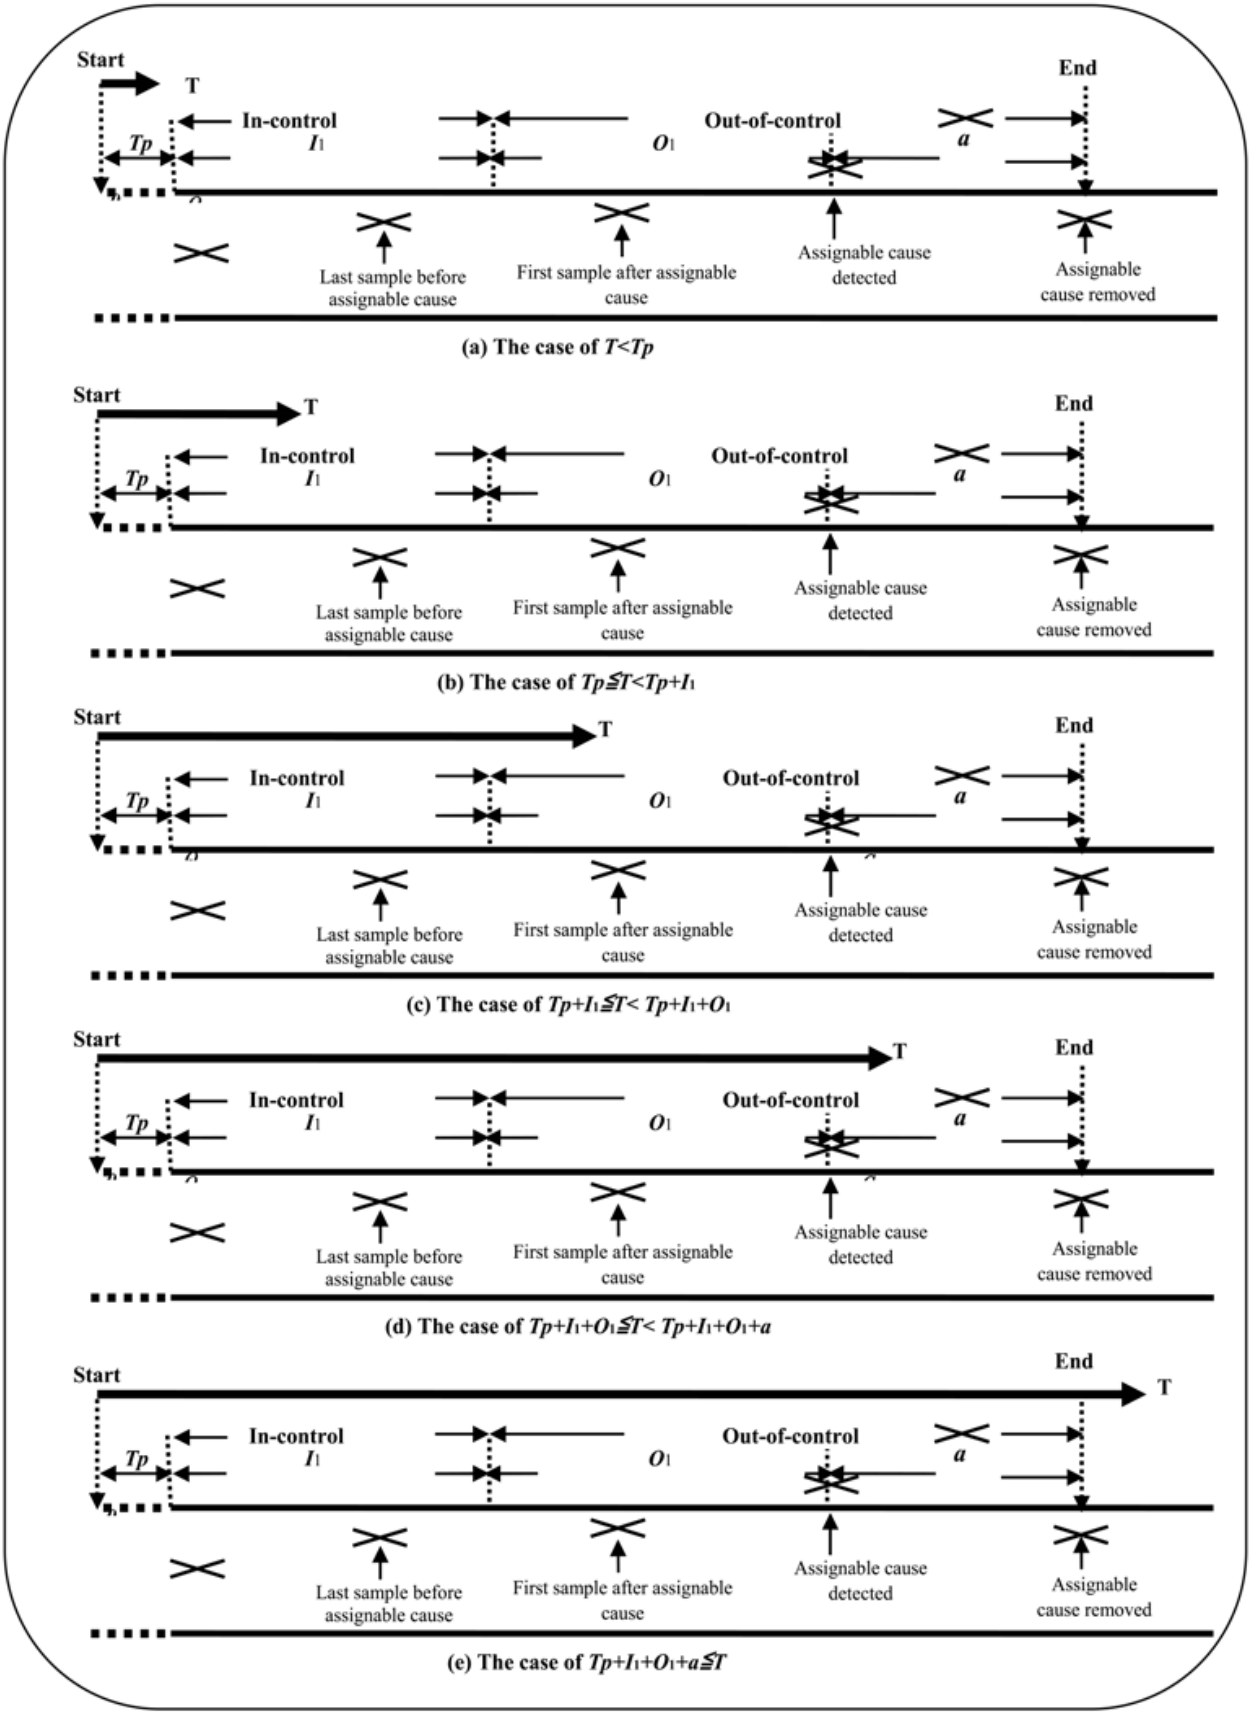 Start
End
T
In-control
Out-of-control
Tp
I1
O1
a
Last sample before
assignable cause
First sample after assignable
cause
Assignable cause
detected
Assignable
cause removed
(a) The case of T<Tp
Start
End
T
In-control
Out-of-control
Tp
I1
O1
a
Last sample before
assignable cause
First sample after assignable
cause
Assignable cause
detected
Assignable
cause removed
(b) The case of Tp≦T<Tp+I1
Start
End
T
In-control
Out-of-control
Tp
I1
O1
a
Last sample before
assignable cause
First sample after assignable
cause
Assignable cause
detected
Assignable
cause removed
(c) The case of Tp+I1≦T< Tp+I1+O1
Start
End
T
In-control
Out-of-control
Tp
I1
O1
a
Last sample before
assignable cause
First sample after assignable
cause
Assignable cause
detected
Assignable
cause removed
(d) The case of Tp+I1+O1≦T< Tp+I1+O1+a
Start
End
T
In-control
Out-of-control
Tp
I1
O1
a
Last sample before
assignable cause
First sample after assignable
cause
Assignable cause
detected
Assignable
cause removed
(e) The case of Tp+I1+O1+a≦T